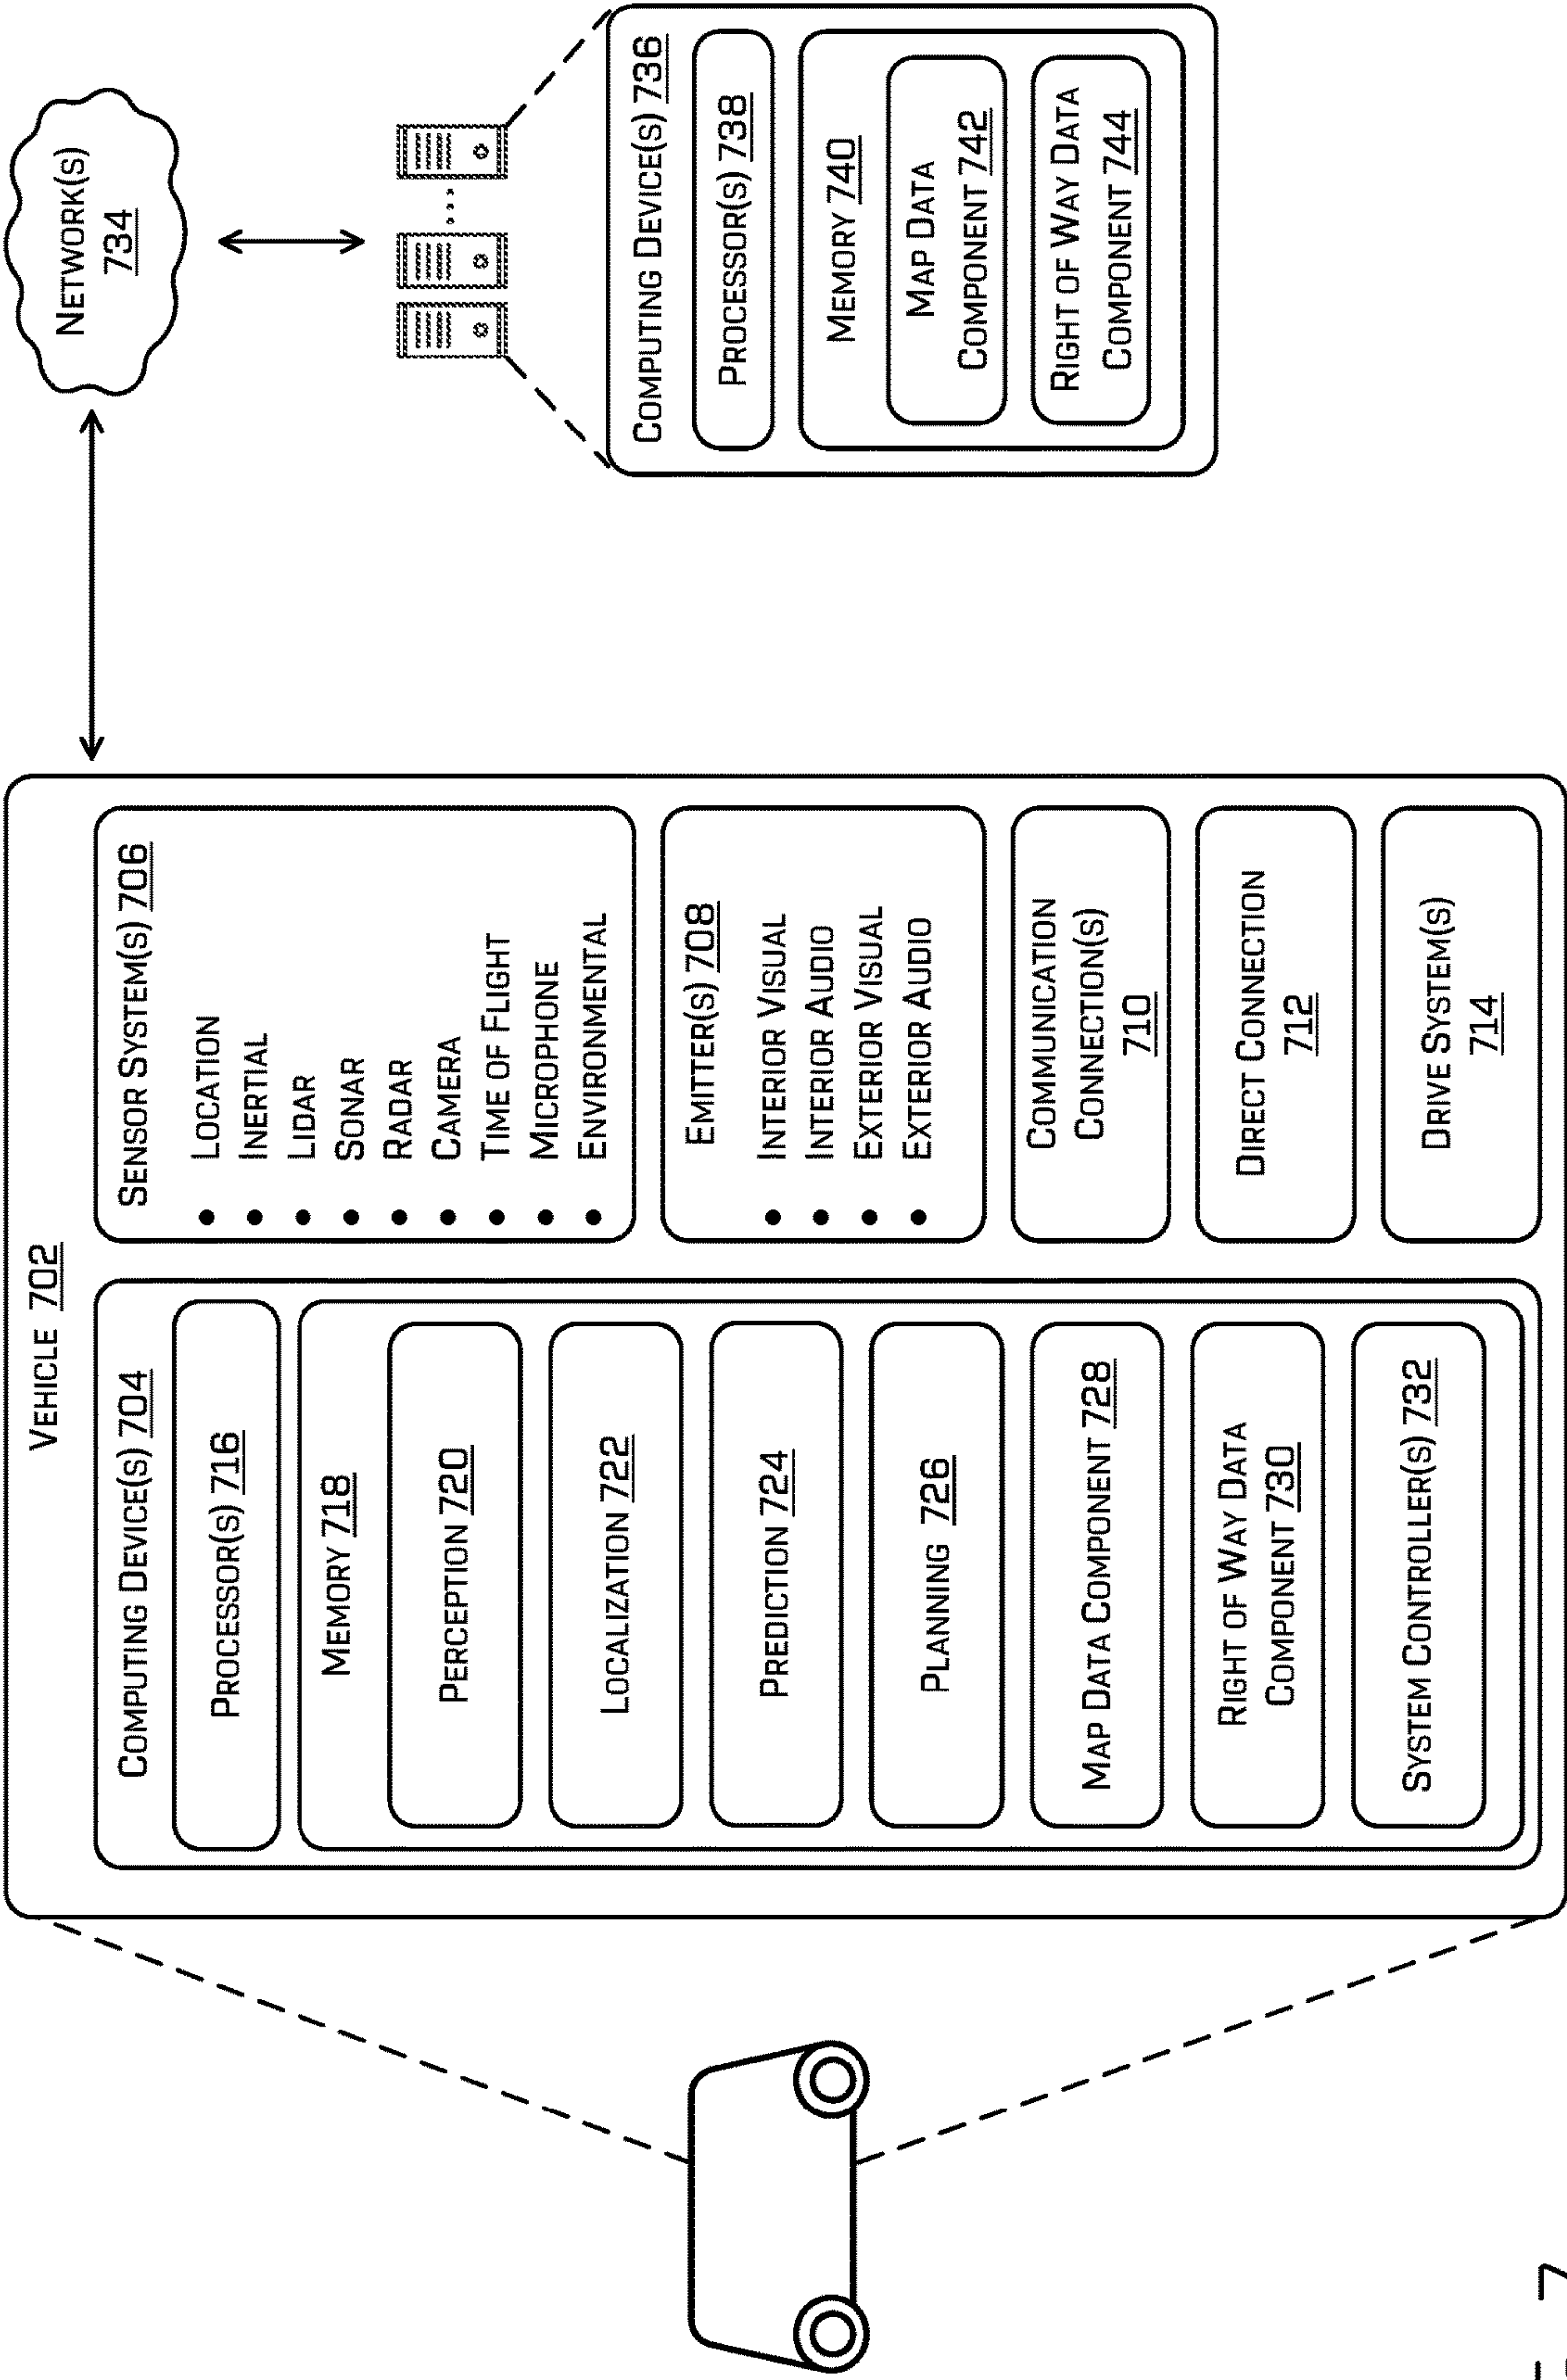 VEHICLE 702
COMPUTING DEVICE(S) 704
PROCESSOR(S) 716
MEMORY 718
PERCEPTION 720
LOCALIZATION 722
PREDICTION 724
PLANNING 726
MAP DATA COMPONENT 728
RIGHT OF WAY DATA
COMPONENT 730
SYSTEM CONTROLLER(S) 732
SENSOR SYSTEM(S) 706
• LOCATION
• INERTIAL
• LIDAR
• SONAR
• RADAR
• CAMERA
• TIME OF FLIGHT
• MICROPHONE
• ENVIRONMENTAL
EMITTER(S) 708
• INTERIOR VISUAL
• INTERIOR AUDIO
• EXTERIOR VISUAL
• EXTERIOR AUDIO
COMMUNICATION
CONNECTION(S)
710
DIRECT CONNECTION
712
DRIVE SYSTEM(S)
714
NETWORK(S)
734
COMPUTING DEVICE(S) 736
PROCESSOR(S) 738
MEMORY 740
MAP DATA
COMPONENT 742
RIGHT OF WAY DATA
COMPONENT 744